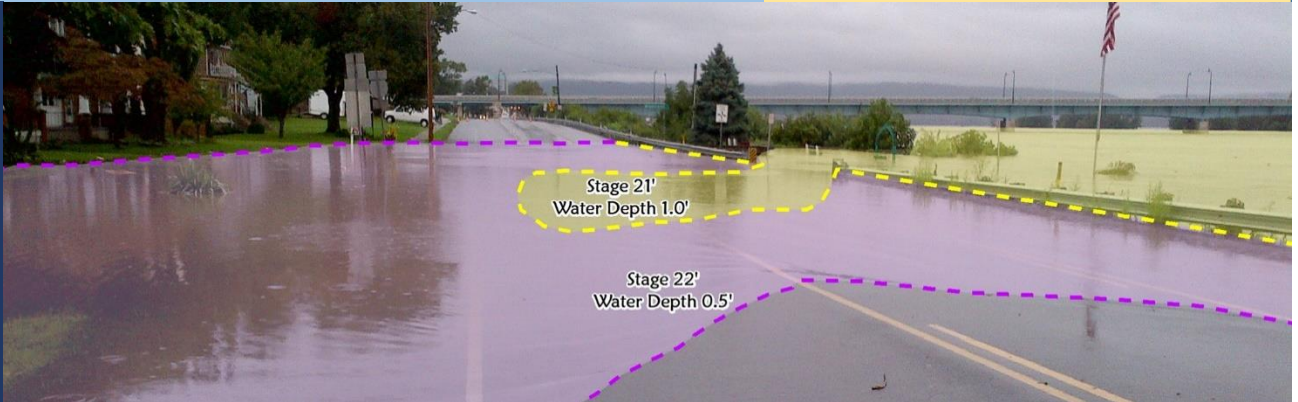 Stage 21'
Water Depth 1.0'
Stage 22'
Water Depth 0.5'